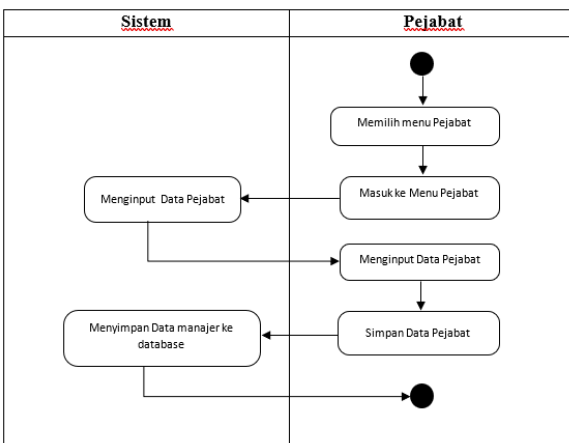 Sistem
Pejabat
Memilih menu Pejabat
Masuk ke Menu Pejabat
Menginput Data Pejabat
Menginput Data Pejabat
Simpan Data Pejabat
Menyimpan Data manajer ke
database